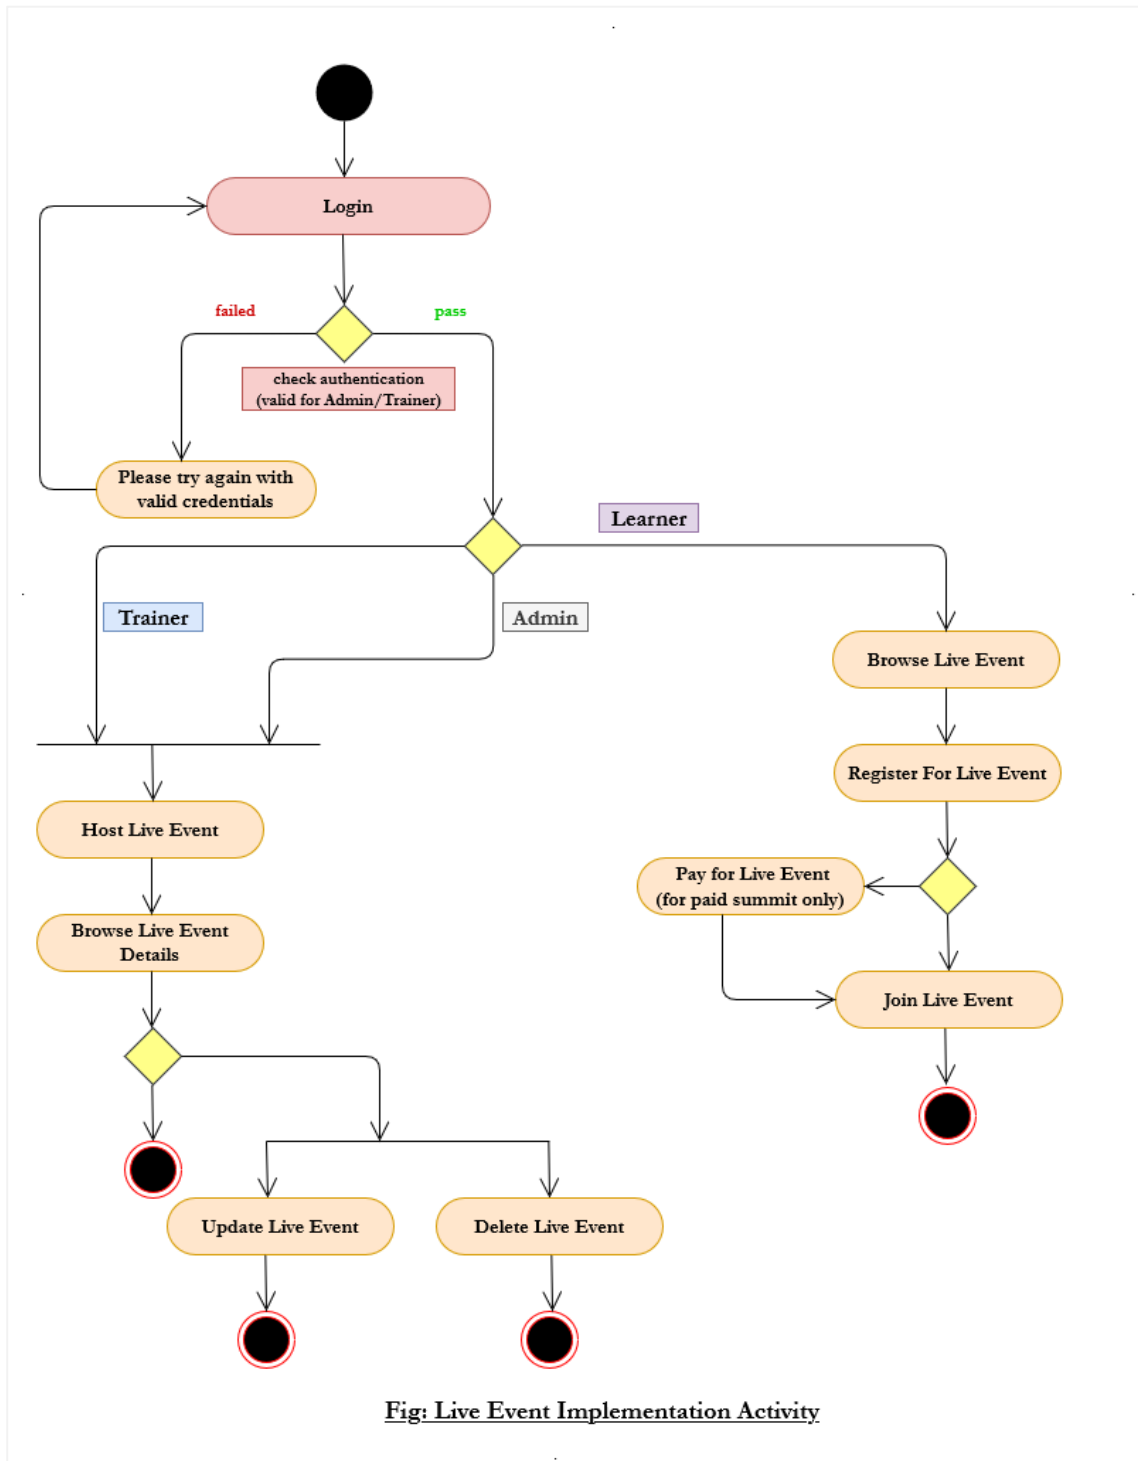 Login
failed
pass
check authentication
(valid for Admin/Trainer)
Please try again with
valid credentials
Learner
Trainer
Admin
Browse Live Event
Register For Live Event
Host Live Event
Pay for Live Event
(for paid summit only)
Browse Live Event
Details
Join Live Event
Update Live Event
Delete Live Event
Fig: Live Event Implementation Activity